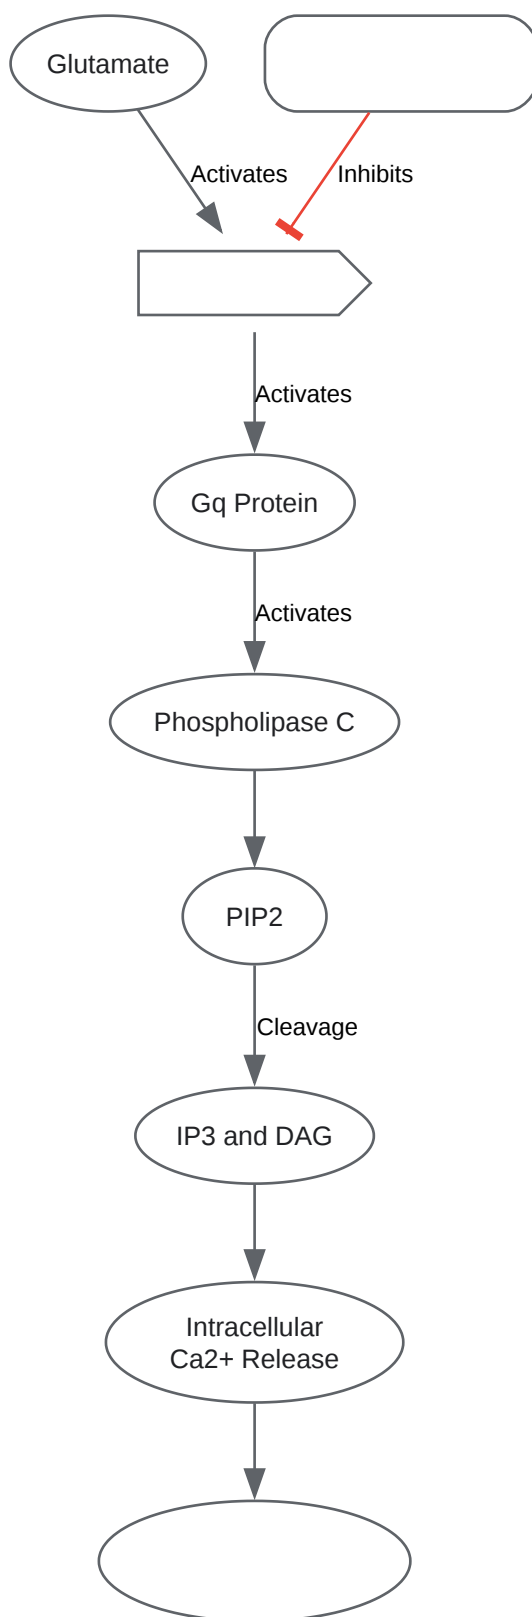 Glutamate
Activates
Inhibits
Activates
Gq Protein
Activates
Phospholipase C
PIP2
Cleavage
IP3 and DAG
Intracellular
Ca2+ Release